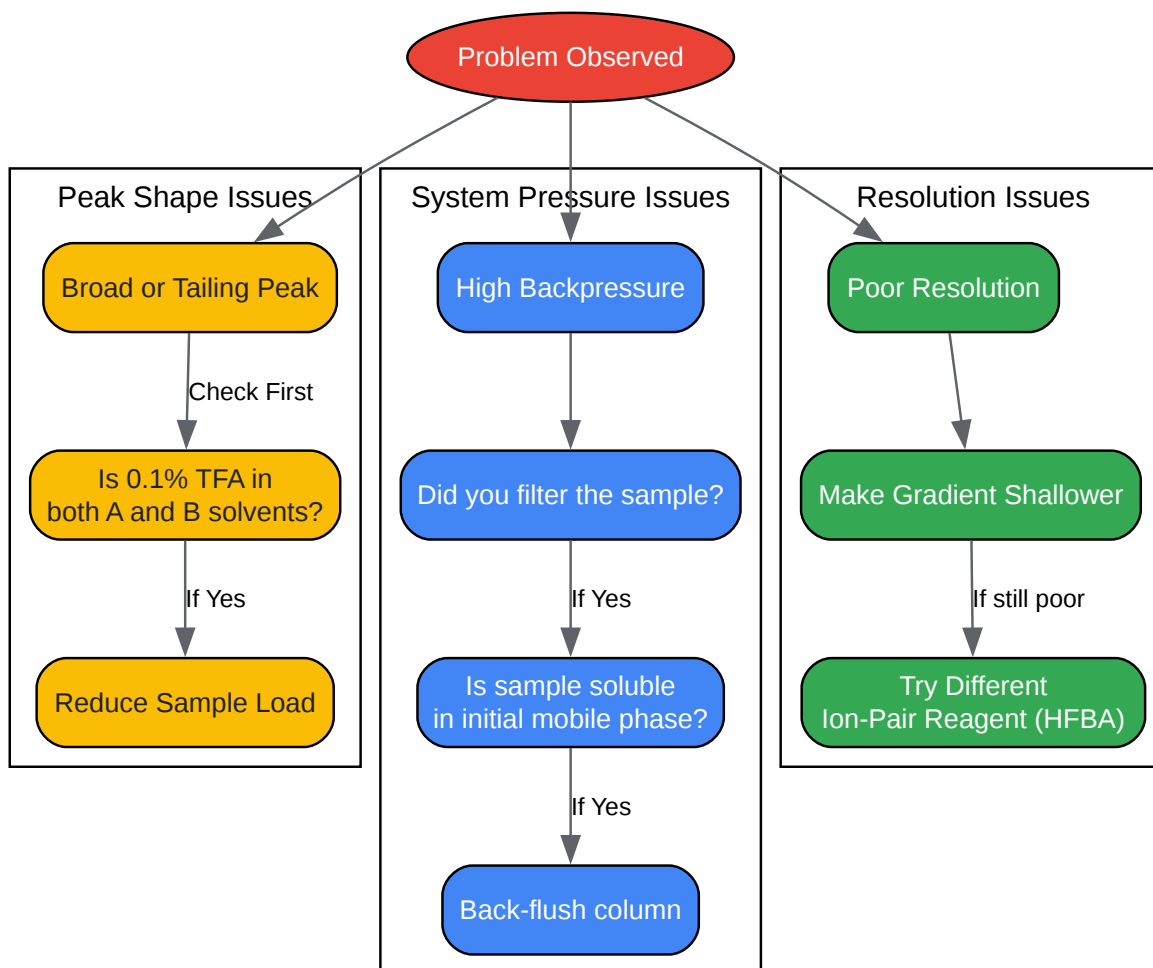 Problem Observed
Peak Shape Issues
Broad or Tailing Peak
Check First
Is 0.1% TFA in
both A and B solvents?
If Yes
Reduce Sample Load
System Pressure Issues
High Backpressure
Did you filter the sample?
If Yes
Is sample soluble
in initial mobile phase?
If Yes
Back-flush column
Resolution Issues
Poor Resolution
Make Gradient Shallower
If still poor
Try Different
Ion-Pair Reagent (HFBA)